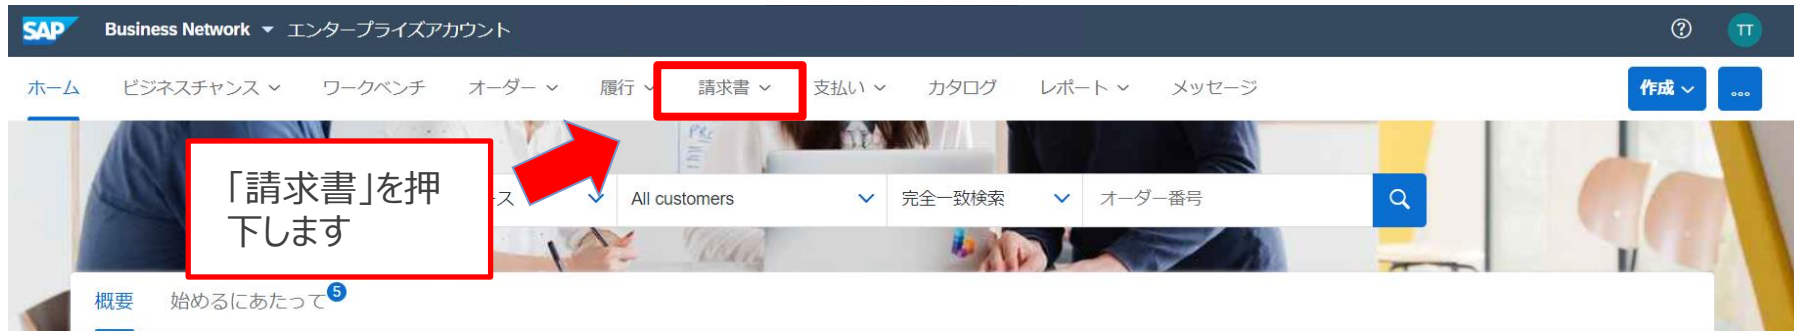 SAP Business Network エンタープライズアカウント TT
ホーム ビジネスチャンス ワークベンチ オーダー 履行 請求書 支払い カタログ レポート メッセージ 作成
「請求書」を押
下します
ース All customers 完全一致検索 オーダー番号
概要 始めるにあたって 5